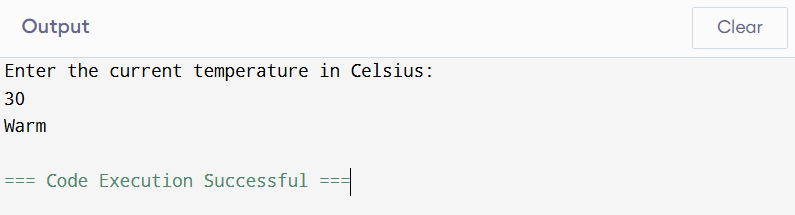 Output
Clear
Enter the current temperature in Celsius:
30
Warm
=== Code Execution Successful ===